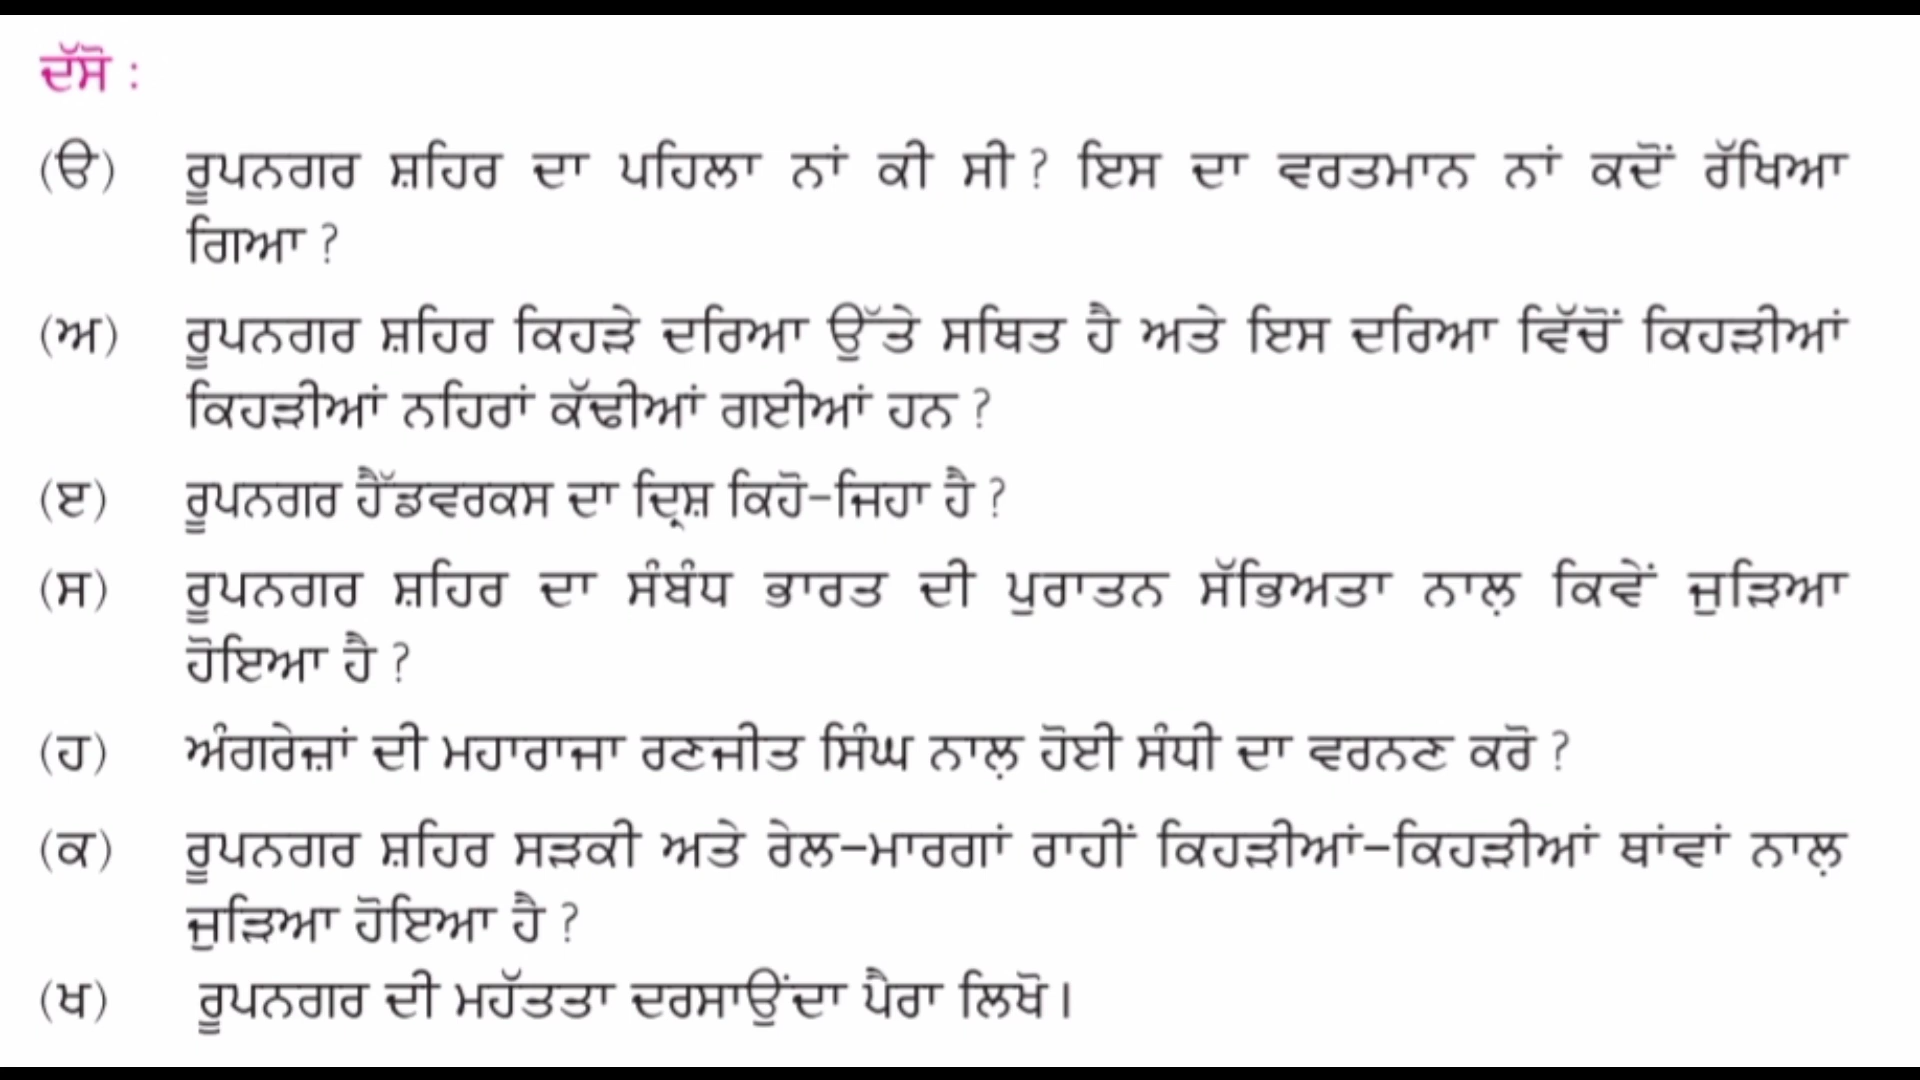 ਦੱਸੋ :
(ੳ) ਰੂਪਨਗਰ ਸ਼ਹਿਰ ਦਾ ਪਹਿਲਾ ਨਾਂ ਕੀ ਸੀ ? ਇਸ ਦਾ ਵਰਤਮਾਨ ਨਾਂ ਕਦੋਂ ਰੱਖਿਆ
ਗਿਆ ?
(ਅ) ਰੂਪਨਗਰ ਸ਼ਹਿਰ ਕਿਹੜੇ ਦਰਿਆ ਉੱਤੇ ਸਥਿਤ ਹੈ ਅਤੇ ਇਸ ਦਰਿਆ ਵਿੱਚੋਂ ਕਿਹੜੀਆਂ
ਕਿਹੜੀਆਂ ਨਹਿਰਾਂ ਕੱਢੀਆਂ ਗਈਆਂ ਹਨ ?
(ੲ) ਰੂਪਨਗਰ ਹੈੱਡਵਰਕਸ ਦਾ ਦ੍ਰਿਸ਼ ਕਿਹੋ-ਜਿਹਾ ਹੈ ?
(ਸ) ਰੂਪਨਗਰ ਸ਼ਹਿਰ ਦਾ ਸੰਬੰਧ ਭਾਰਤ ਦੀ ਪੁਰਾਤਨ ਸੱਭਿਅਤਾ ਨਾਲ਼ ਕਿਵੇਂ ਜੁੜਿਆ
ਹੋਇਆ ਹੈ ?
(ਹ) ਅੰਗਰੇਜ਼ਾਂ ਦੀ ਮਹਾਰਾਜਾ ਰਣਜੀਤ ਸਿੰਘ ਨਾਲ਼ ਹੋਈ ਸੰਧੀ ਦਾ ਵਰਨਣ ਕਰੋ ?
(ਕ) ਰੂਪਨਗਰ ਸ਼ਹਿਰ ਸੜਕੀ ਅਤੇ ਰੇਲ-ਮਾਰਗਾਂ ਰਾਹੀਂ ਕਿਹੜੀਆਂ-ਕਿਹੜੀਆਂ ਥਾਂਵਾਂ ਨਾਲ਼
ਜੁੜਿਆ ਹੋਇਆ ਹੈ ?
(ਖ) ਰੂਪਨਗਰ ਦੀ ਮਹੱਤਤਾ ਦਰਸਾਉਂਦਾ ਪੈਰਾ ਲਿਖੋ।